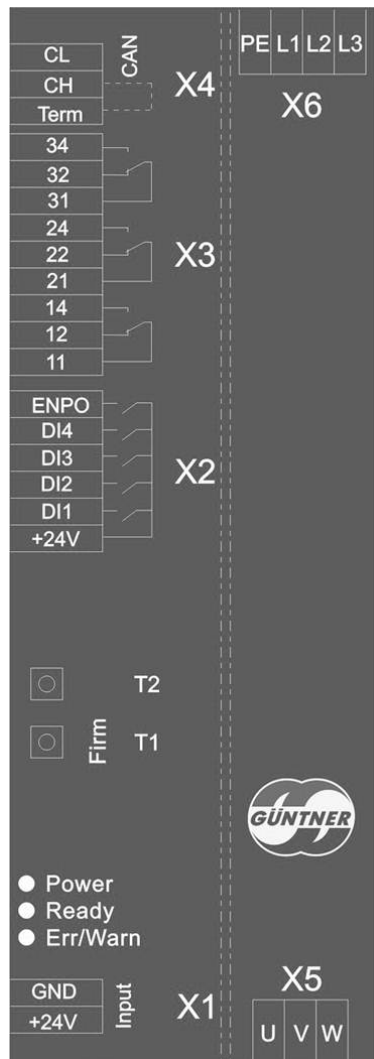 CL
CH
Term
CAN
X4
PE L1 L2 L3
X6
34
32
31
24
22
21
14
12
11
X3
ENPO
DI4
DI3
DI2
DI1
+24V
X2
T2
T1
Firm
GÜNTNER
Power
Ready
Err/Warn
GND
+24V
Input
X1
X5
U V W